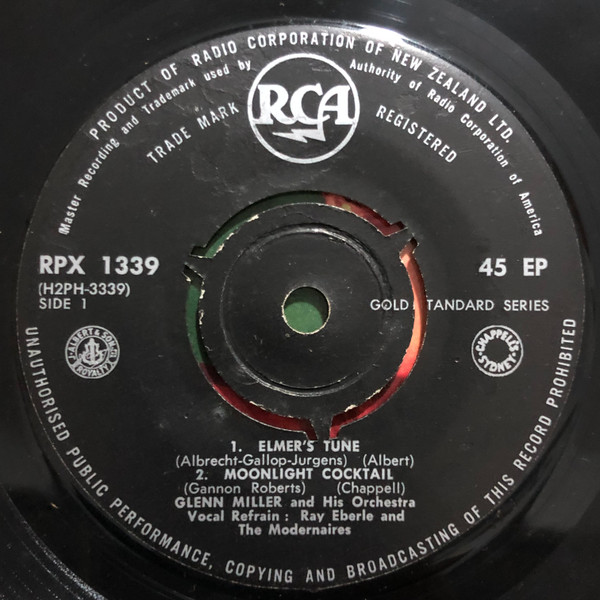 PRODUCT OF RADIO CORPORATION OF NEW ZEALAND LTD.
Master Recording and Trademark used by Authority of Radio Corporation of America
TRADE MARK RCA REGISTERED
RPX 1339
45 EP
(H2PH-3339)
SIDE 1
GOLD STANDARD SERIES
ALBERT & SON
ROYALTY
CHAPPELL'S
SYDNEY
1. ELMER'S TUNE
(Albrecht-Gallop-Jurgens) (Albert)
2. MOONLIGHT COCKTAIL
(Gannon Roberts) (Chappell)
GLENN MILLER and His Orchestra
Vocal Refrain : Ray Eberle and
The Modernaires
UNAUTHORISED PUBLIC PERFORMANCE, COPYING AND BROADCASTING OF THIS RECORD PROHIBITED